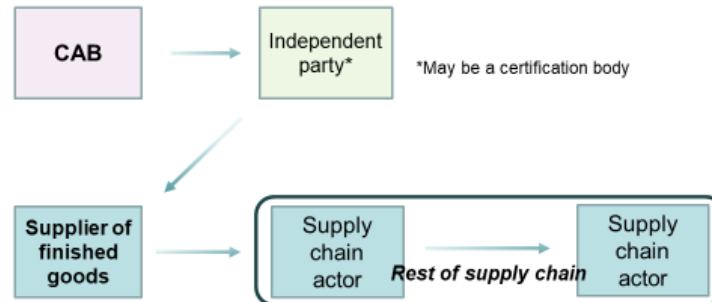 CAB
Independent
party*
*May be a certification body
Supplier of
finished
goods
Supply
chain
actor
Rest of supply chain
Supply
chain
actor